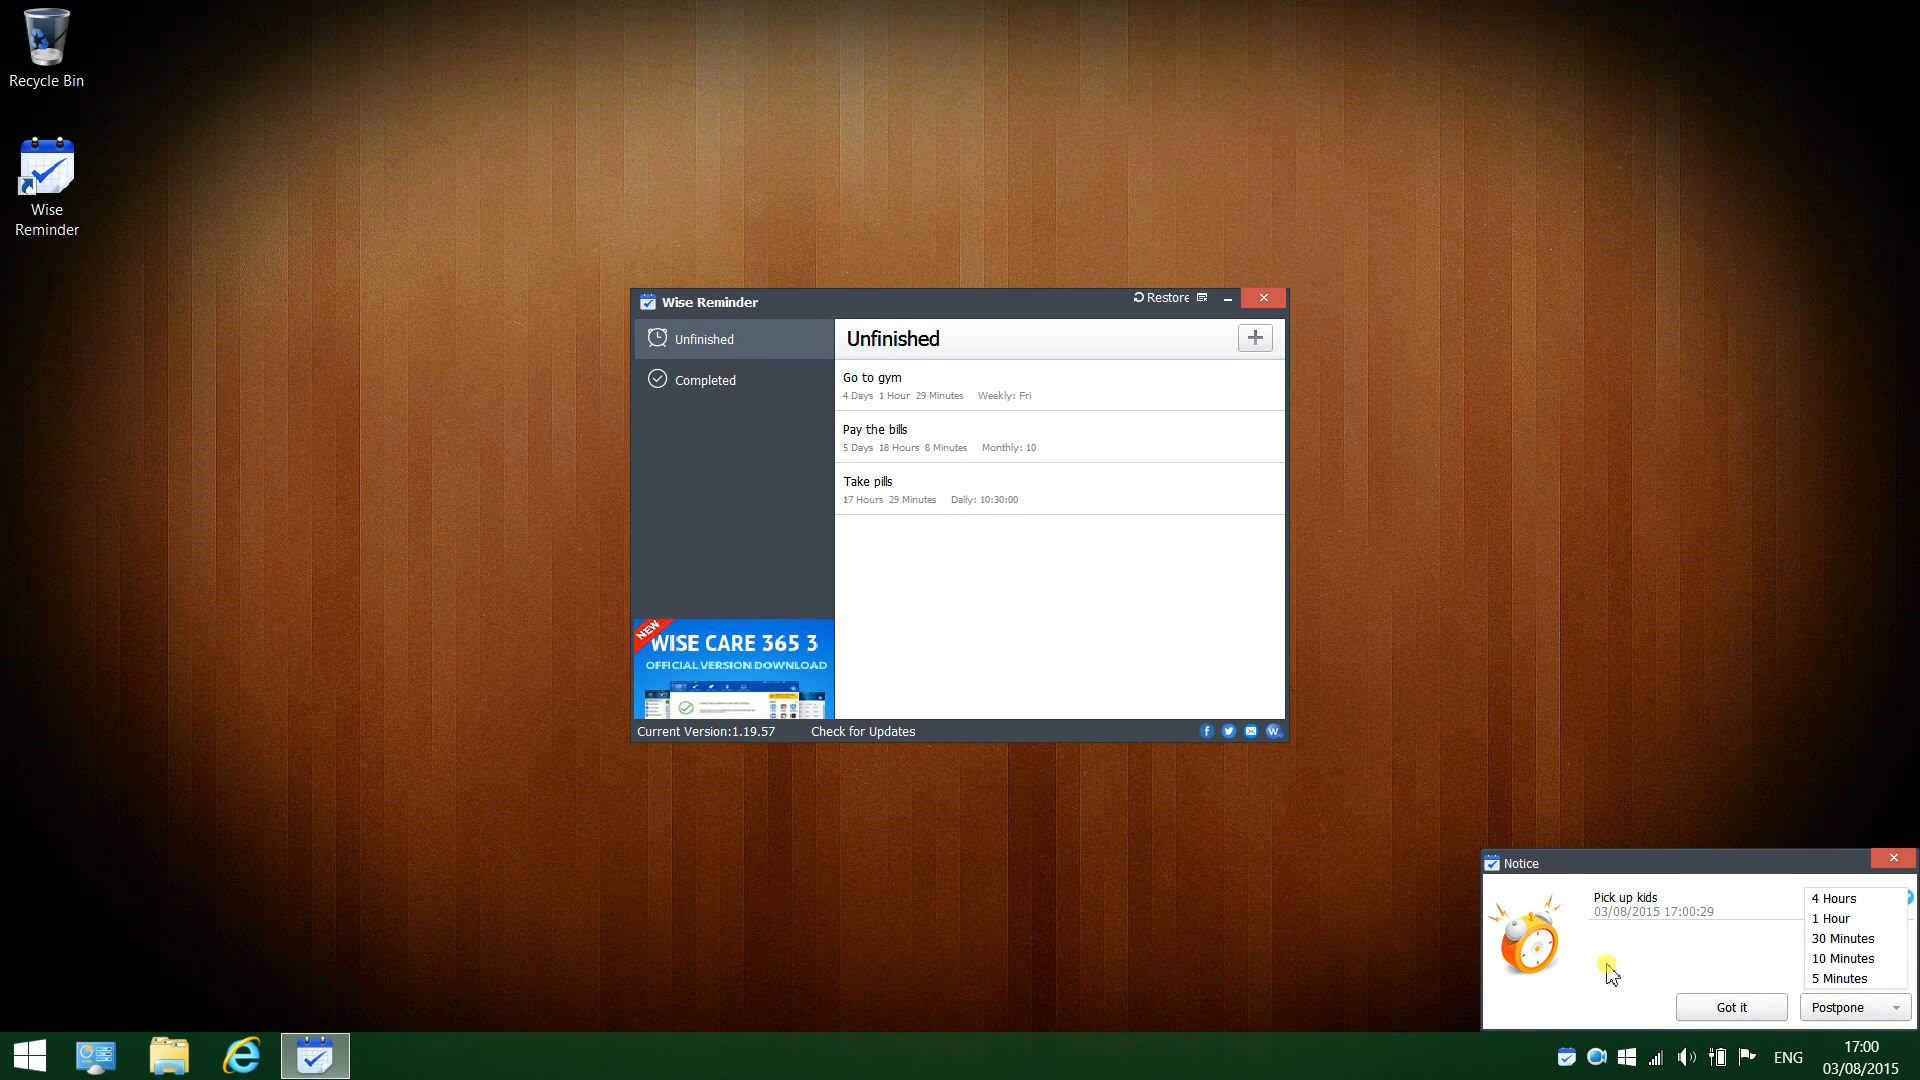 Recycle Bin
Wise
Reminder
Wise Reminder
Restore
Unfinished
Completed
Unfinished
Go to gym
4 Days 1 Hour 29 Minutes Weekly: Fri
Pay the bills
5 Days 18 Hours 8 Minutes Monthly: 10
Take pills
17 Hours 29 Minutes Daily: 10:30:00
NEW
WISE CARE 365 3
OFFICIAL VERSION DOWNLOAD
Current Version:1.19.57 Check for Updates
Notice
Pick up kids
03/08/2015 17:00:29
4 Hours
1 Hour
30 Minutes
10 Minutes
5 Minutes
Got it
Postpone
ENG
17:00
03/08/2015